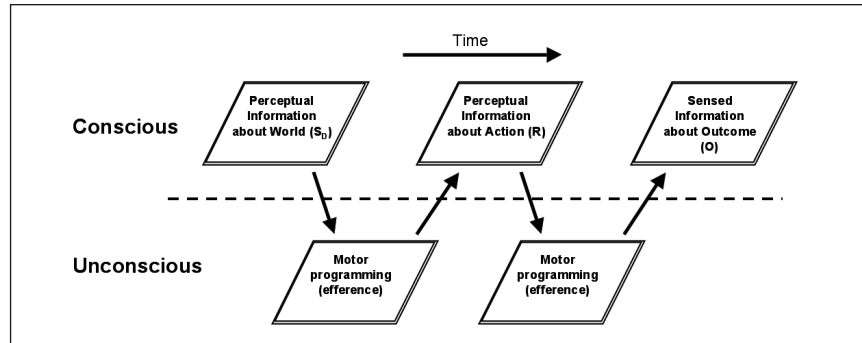 Time
Conscious
Perceptual
Information
about World (S_D)
Perceptual
Information
about Action (R)
Sensed
Information
about Outcome
(O)
Unconscious
Motor
programming
(efference)
Motor
programming
(efference)